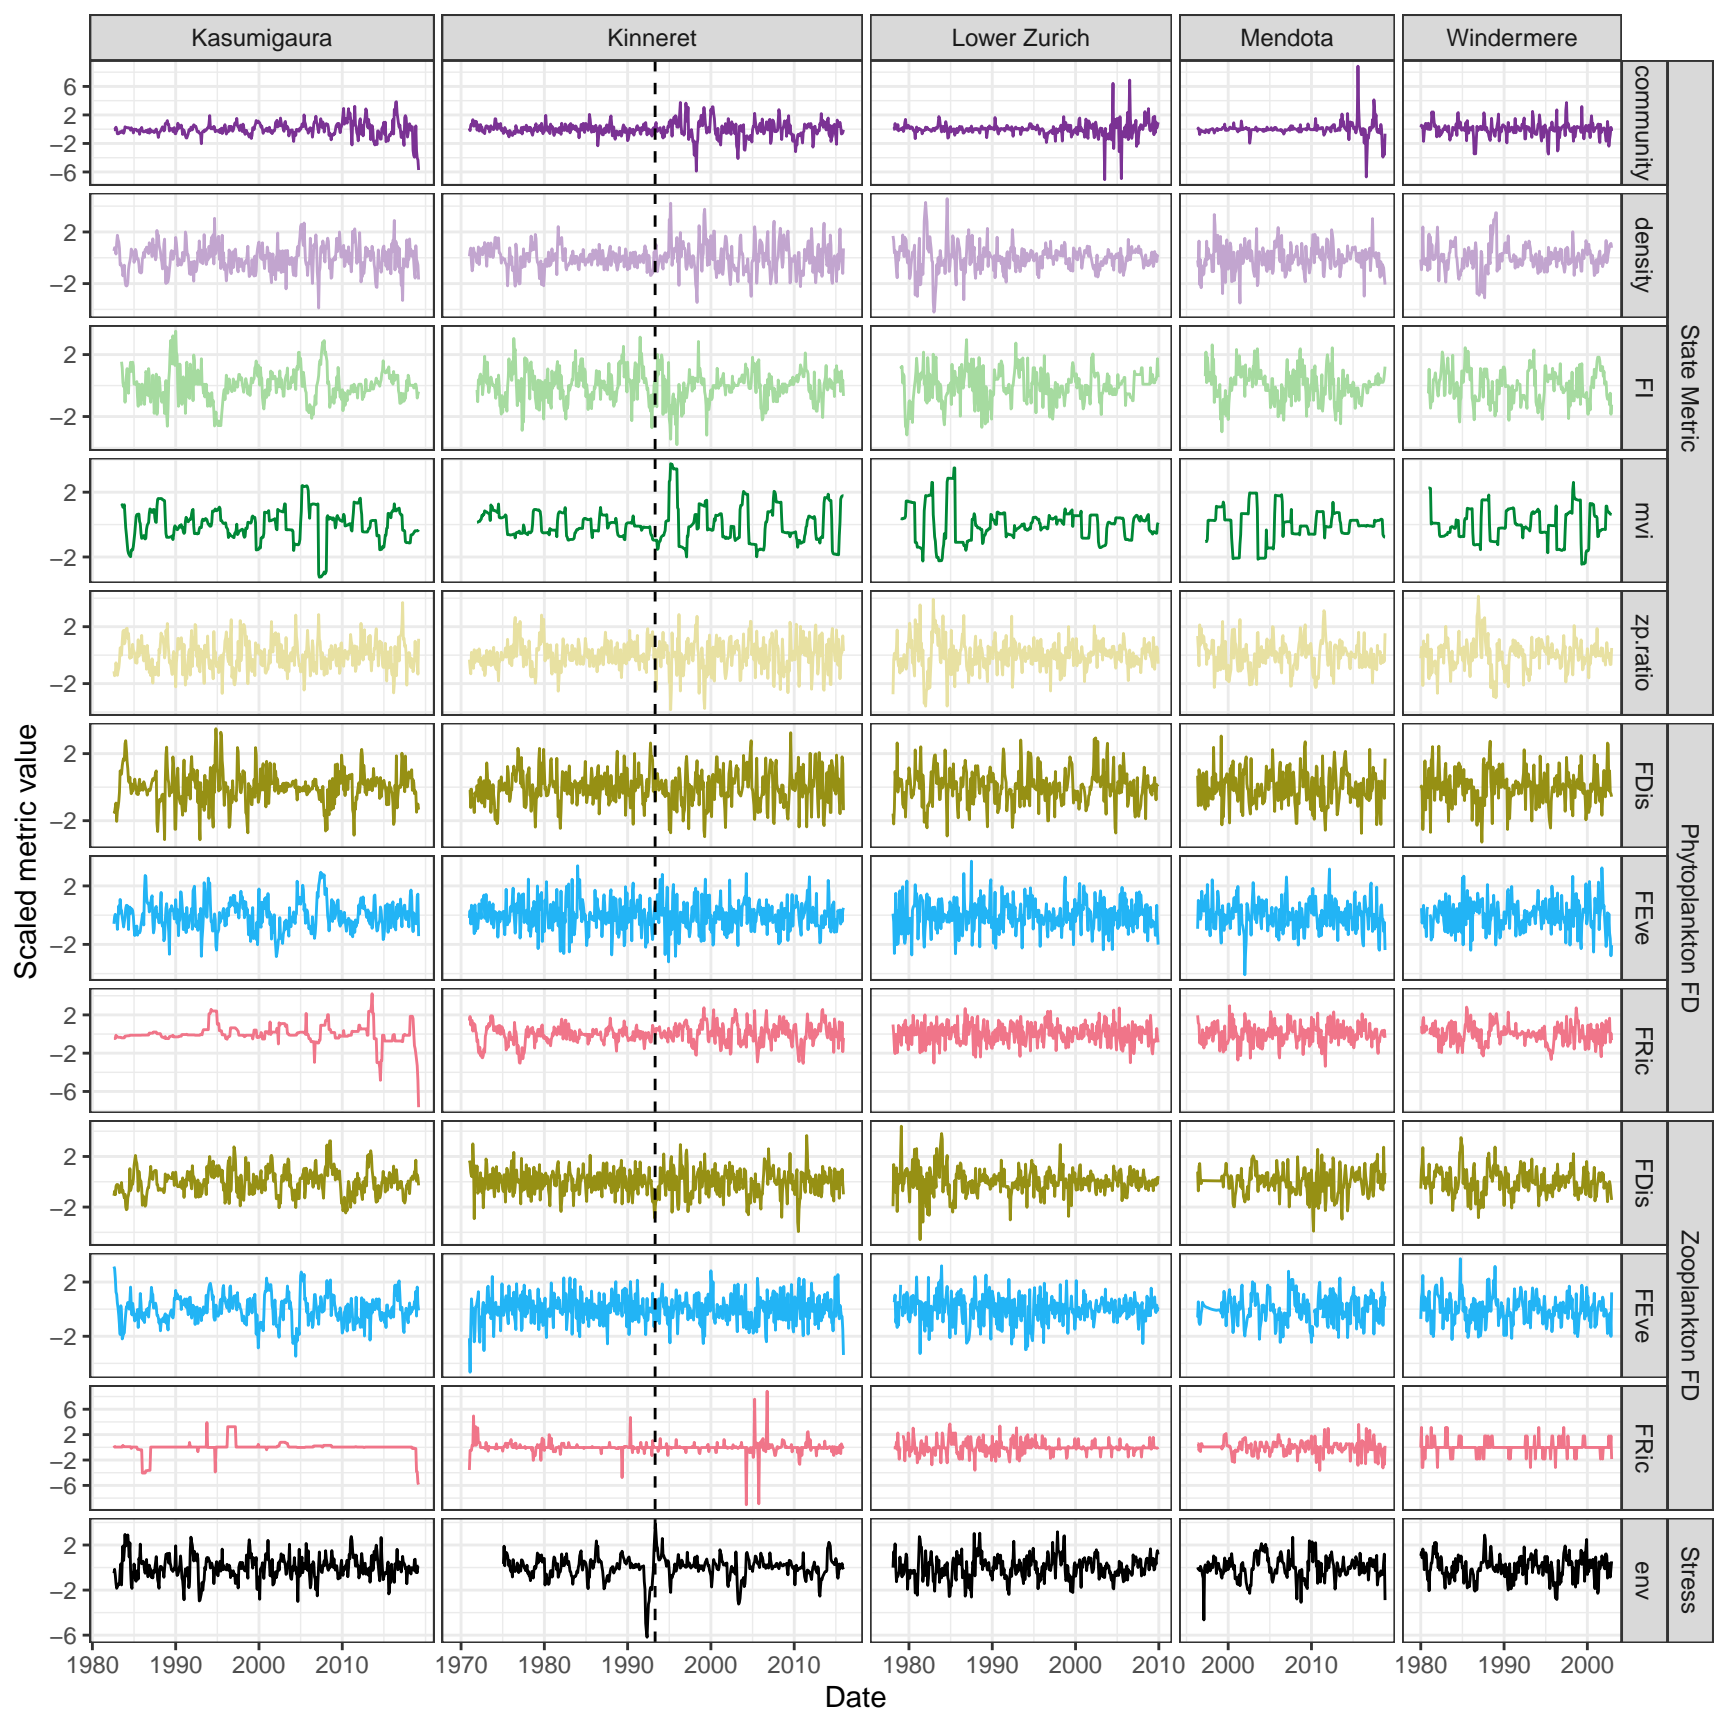 Kasumigaura Kinneret Lower Zurich Mendota Windermere
6
2
−2
−6
community
2
−2
density
2
−2
FI
2
−2
mvi
2
−2
zp.ratio
State Metric
2
−2
FDis
2
−2
FEve
2
−2
−6
FRic
Phytoplankton FD
2
−2
FDis
2
−2
FEve
6
2
−2
−6
FRic
Zooplankton FD
2
−2
−6
env
Stress
Scaled metric value
1980 1990 2000 2010 1970 1980 1990 2000 2010 1980 1990 2000 2010 2000 2010 1980 1990 2000
Date